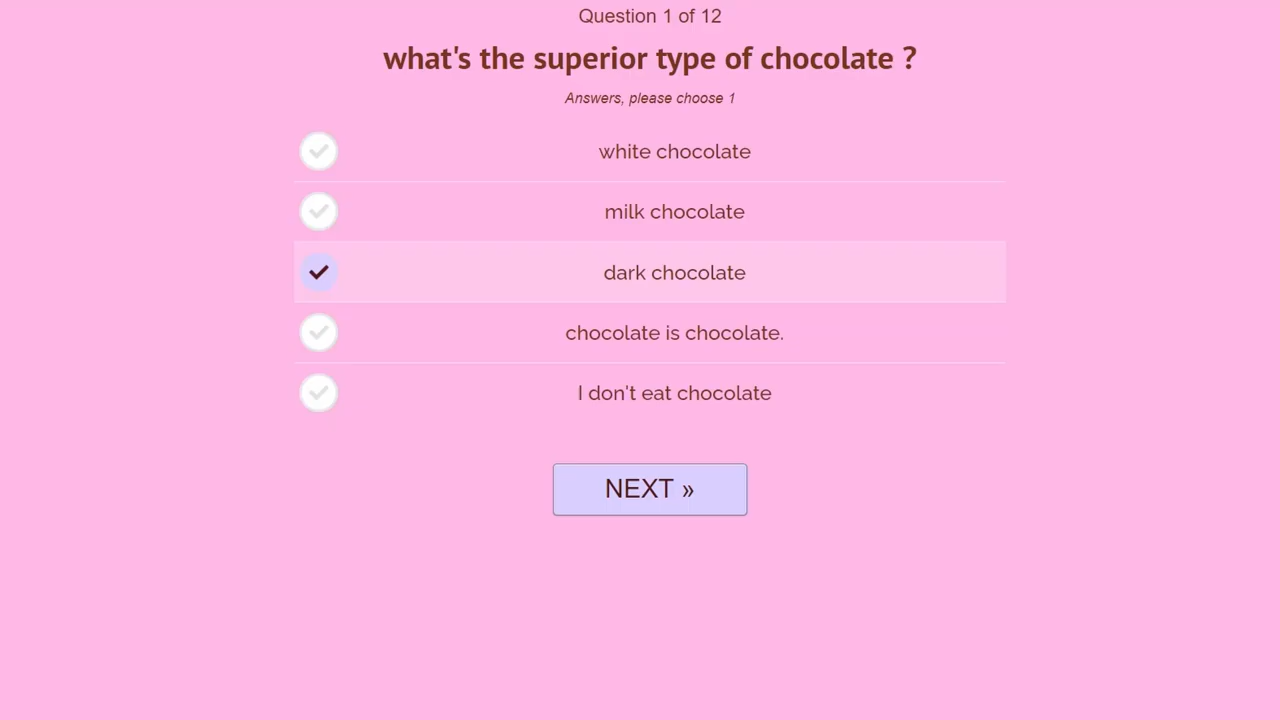 Question 1 of 12
what's the superior type of chocolate ?
Answers, please choose 1
white chocolate
milk chocolate
dark chocolate
chocolate is chocolate.
I don't eat chocolate
NEXT »